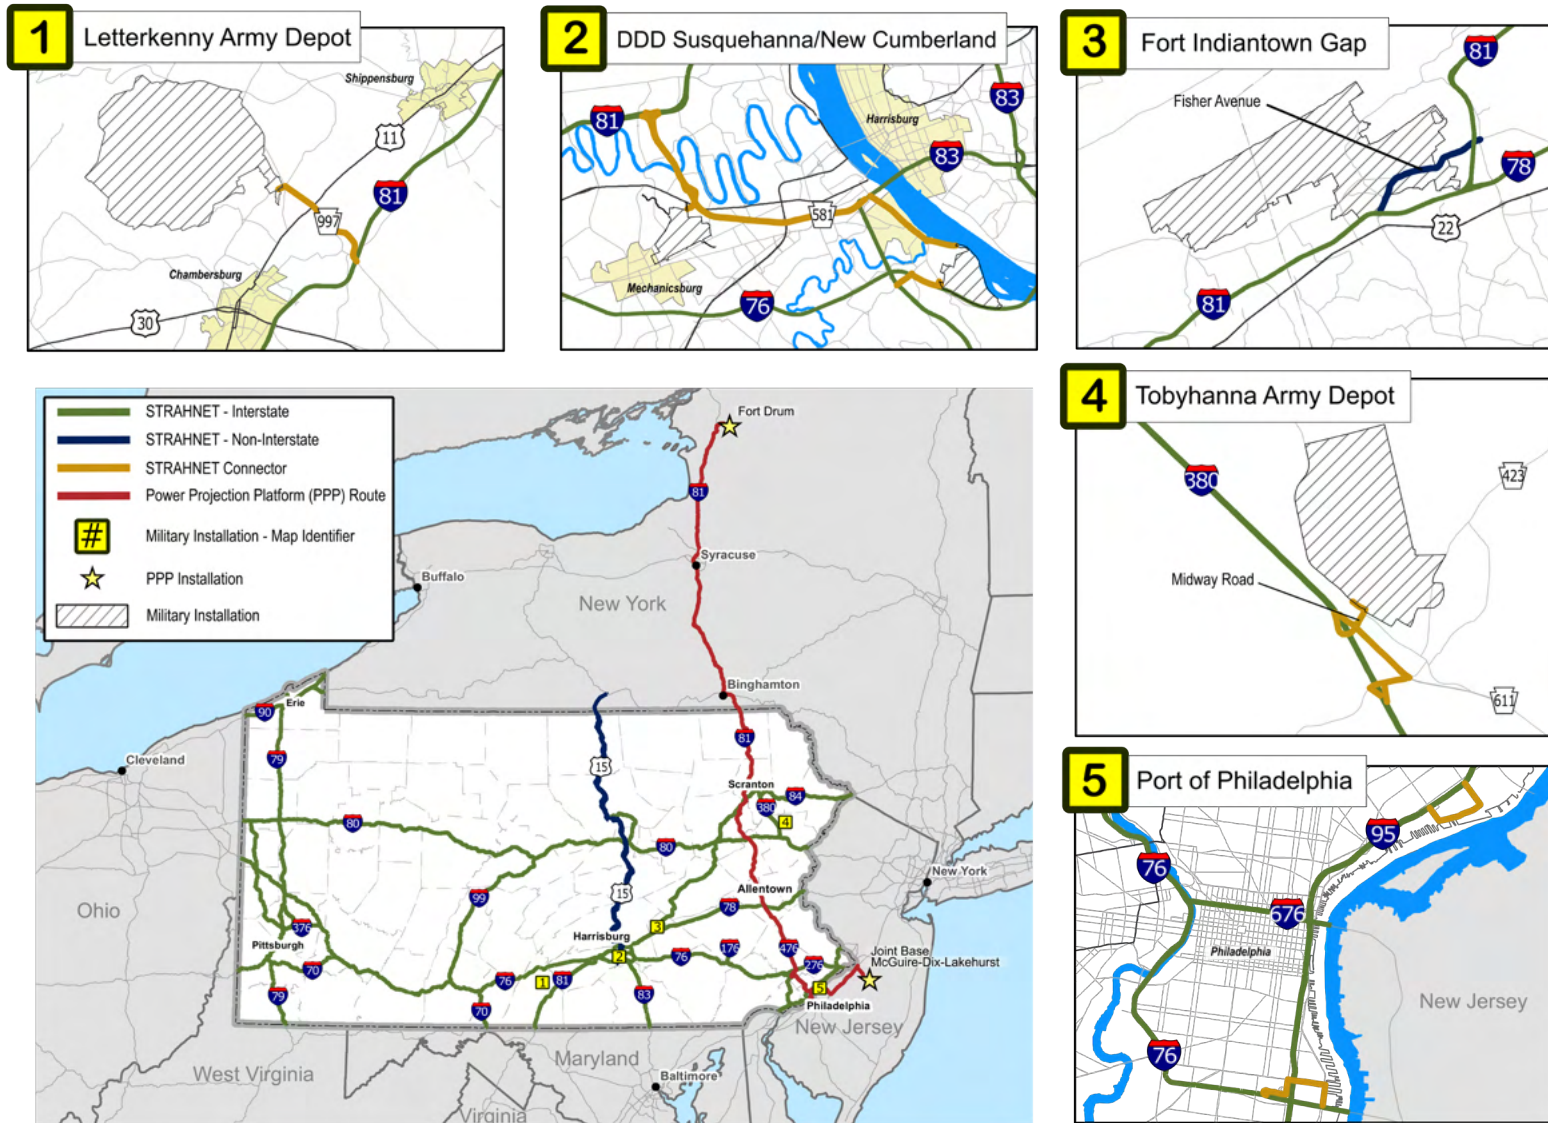 1
Letterkenny Army Depot
Shippensburg
11
81
997
Chambersburg
30
2
DDD Susquehanna/New Cumberland
81
83
Harrisburg
83
581
Mechanicsburg
76
3
Fort Indiantown Gap
81
Fisher Avenue
78
22
81
STRAHNET - Interstate
STRAHNET - Non-Interstate
STRAHNET Connector
Power Projection Platform (PPP) Route
# Military Installation - Map Identifier
PPP Installation
Military Installation
Fort Drum
81
Syracuse
Buffalo
New York
Binghamton
Erie
90
81
79
15
Cleveland
Scranton
84
380
4
80
80
Allentown
New York
99
15
78
Ohio
376
3
Harrisburg
Pittsburgh
476
176
Joint Base
McGuire-Dix-Lakehurst
2
76
276
70
76
1
81
5
79
83
70
Philadelphia
New Jersey
Maryland
West Virginia
Baltimore
Virginia
4
Tobyhanna Army Depot
380
423
Midway Road
611
5
Port of Philadelphia
95
76
676
Philadelphia
New Jersey
76